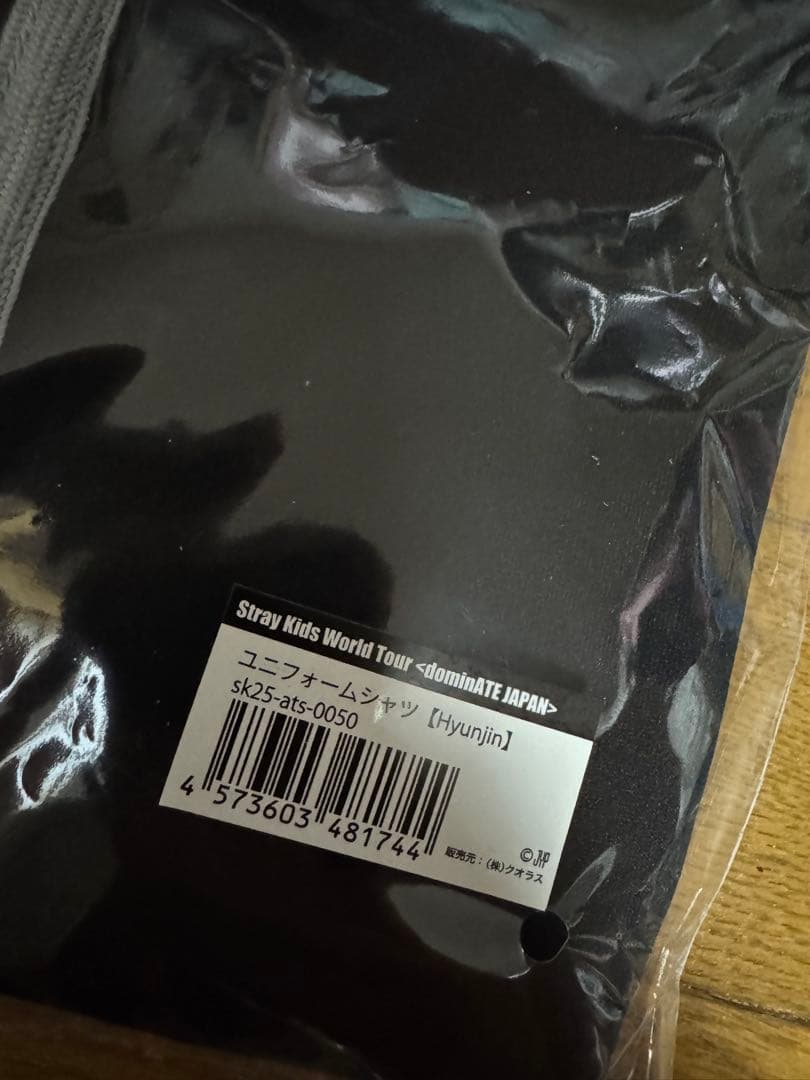 Stray Kids World Tour <dominATE JAPAN>
ユニフォームシャツ【Hyunjin】
sk25-ats-0050
4 573603 481744
販売元：(株)クオラス
©JYP